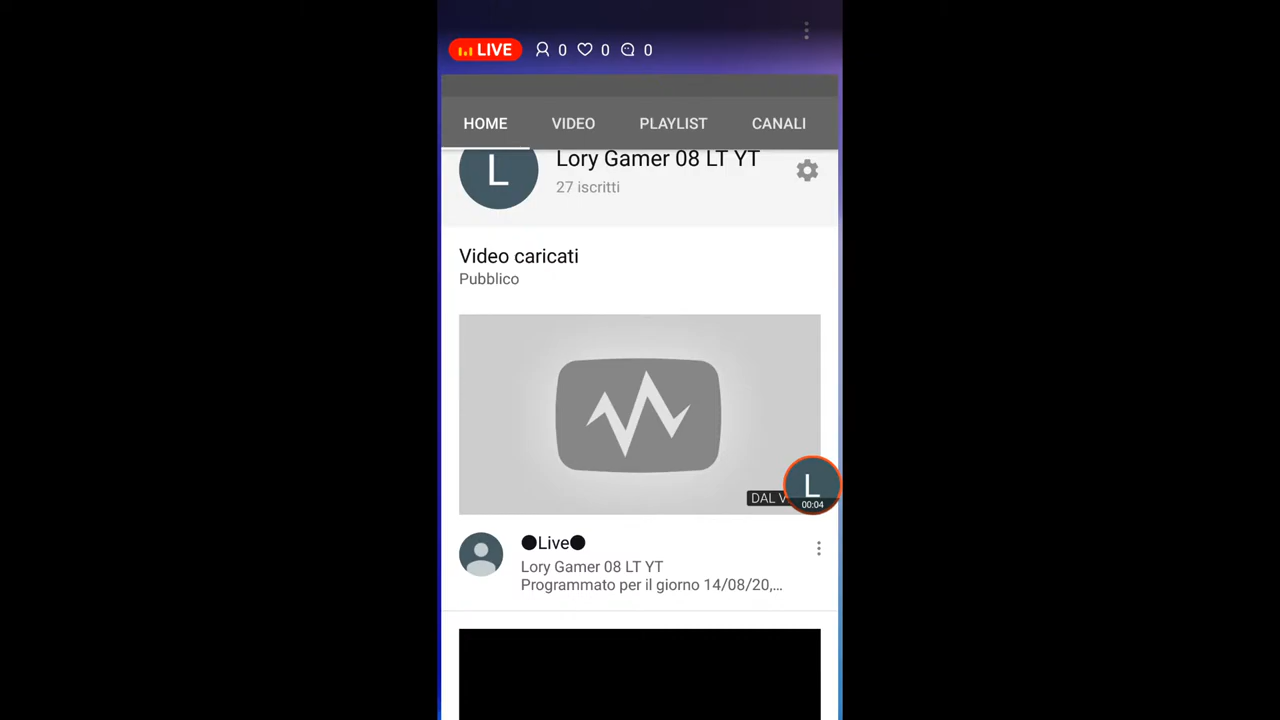 LIVE 0 0 0
HOME VIDEO PLAYLIST CANALI
L
Lory Gamer 08 LT YT
27 iscritti
Video caricati
Pubblico
DAL V
L
00:04
●Live●
Lory Gamer 08 LT YT
Programmato per il giorno 14/08/20,...